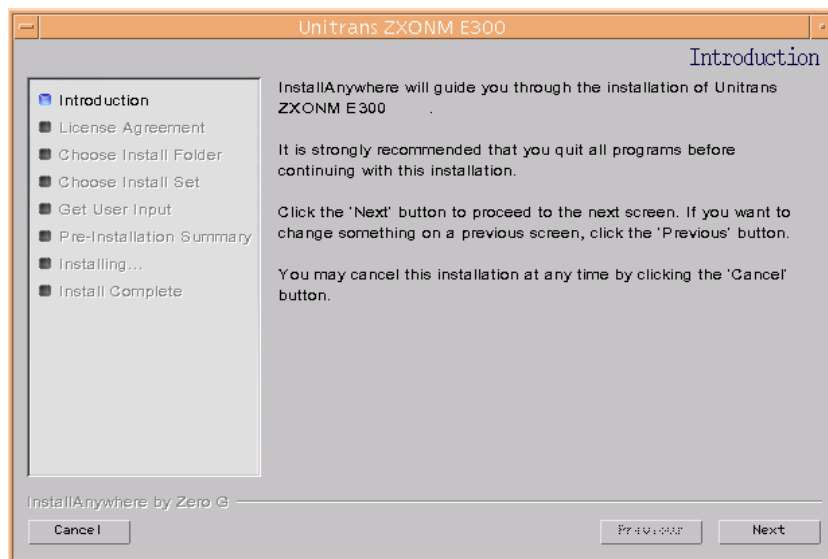 Unitrans ZXONM E300
Introduction
Introduction
License Agreement
Choose Install Folder
Choose Install Set
Get User Input
Pre-Installation Summary
Installing...
Install Complete
InstallAnywhere will guide you through the installation of Unitrans
ZXONM E300 .
It is strongly recommended that you quit all programs before
continuing with this installation.
Click the 'Next' button to proceed to the next screen. If you want to
change something on a previous screen, click the 'Previous' button.
You may cancel this installation at any time by clicking the 'Cancel'
button.
InstallAnywhere by Zero G
Cancel
Previous
Next